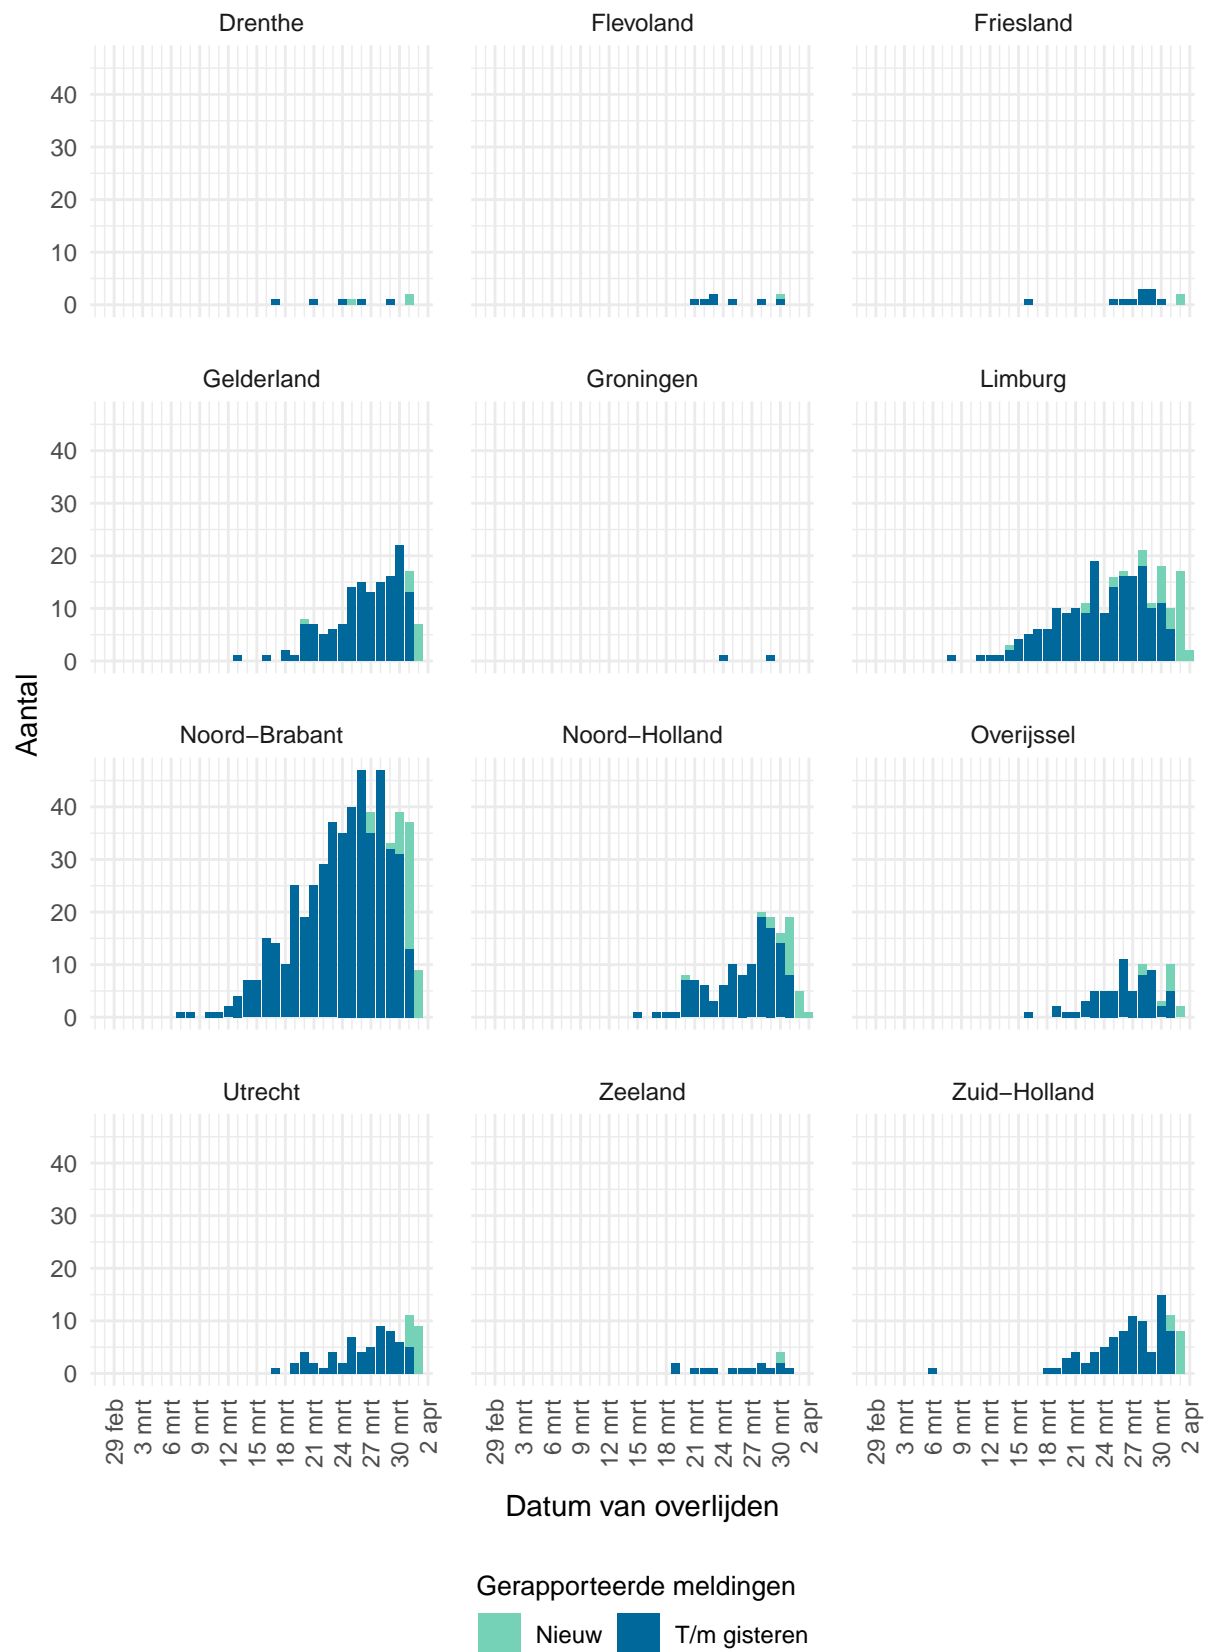 Drenthe Flevoland Friesland
40
30
20
10
0
Gelderland Groningen Limburg
40
30
20
10
0
Aantal
Noord−Brabant Noord−Holland Overijssel
40
30
20
10
0
Utrecht Zeeland Zuid−Holland
40
30
20
10
0
29 feb 3 mrt 6 mrt 9 mrt 12 mrt 15 mrt 18 mrt 21 mrt 24 mrt 27 mrt 30 mrt 2 apr
29 feb 3 mrt 6 mrt 9 mrt 12 mrt 15 mrt 18 mrt 21 mrt 24 mrt 27 mrt 30 mrt 2 apr
29 feb 3 mrt 6 mrt 9 mrt 12 mrt 15 mrt 18 mrt 21 mrt 24 mrt 27 mrt 30 mrt 2 apr
Datum van overlijden
Gerapporteerde meldingen
Nieuw T/m gisteren